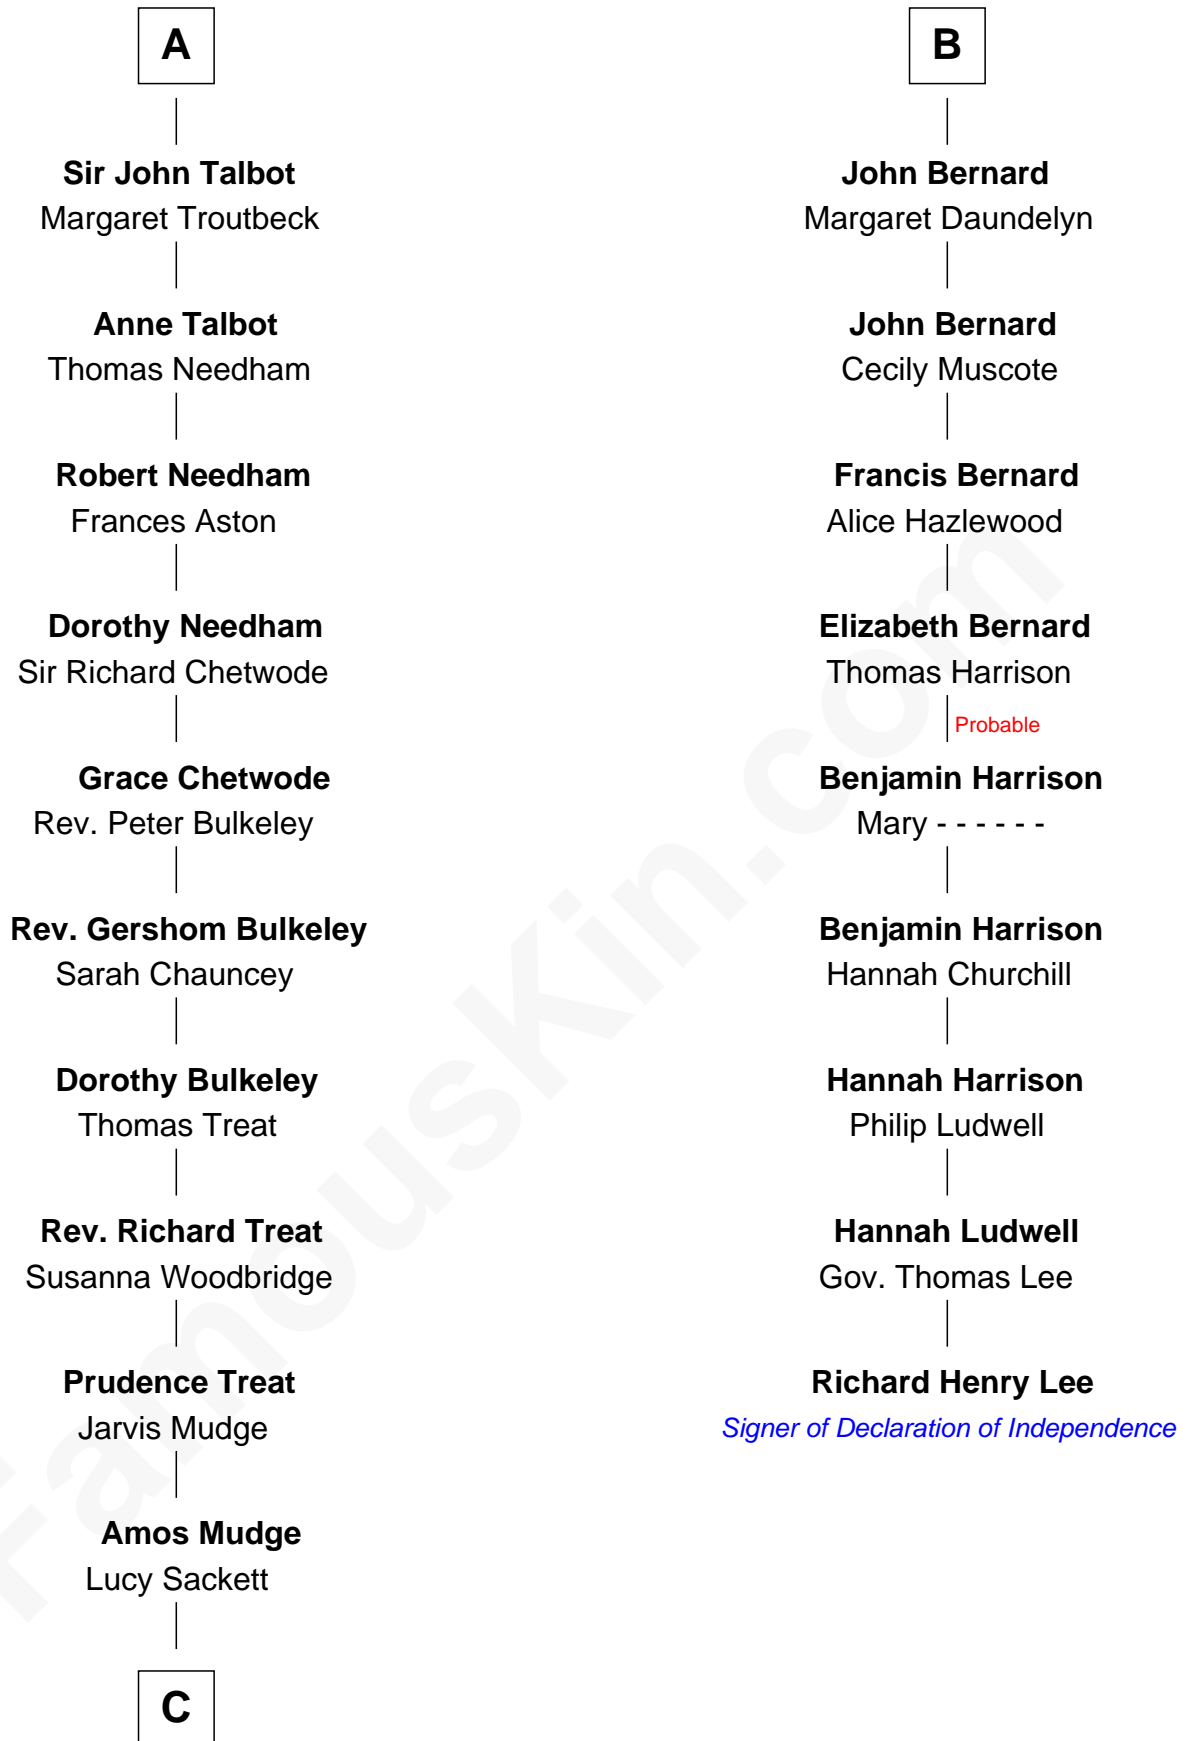 A
Sir John Talbot
Margaret Troutbeck
Anne Talbot
Thomas Needham
Robert Needham
Frances Aston
Dorothy Needham
Sir Richard Chetwode
Grace Chetwode
Rev. Peter Bulkeley
Rev. Gershom Bulkeley
Sarah Chauncey
Dorothy Bulkeley
Thomas Treat
Rev. Richard Treat
Susanna Woodbridge
Prudence Treat
Jarvis Mudge
Amos Mudge
Lucy Sackett
C
B
John Bernard
Margaret Daundelyn
John Bernard
Cecily Muscote
Francis Bernard
Alice Hazlewood
Elizabeth Bernard
Thomas Harrison
Probable
Benjamin Harrison
Mary - - - - - -
Benjamin Harrison
Hannah Churchill
Hannah Harrison
Philip Ludwell
Hannah Ludwell
Gov. Thomas Lee
Richard Henry Lee
Signer of Declaration of Independence
FamousKin.com